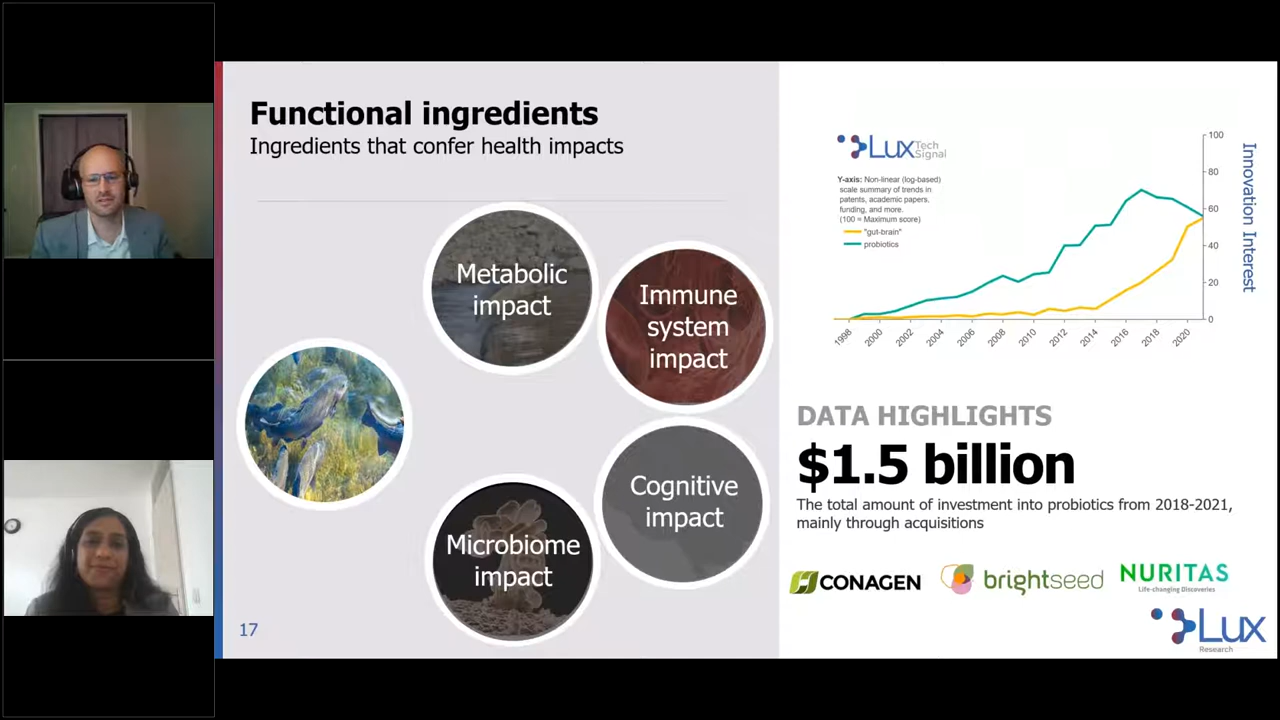 Functional ingredients
Ingredients that confer health impacts
Metabolic
impact
Immune
system
impact
Cognitive
impact
Microbiome
impact
17
Lux Tech
Signal
Y-axis: Non-linear (log-based)
scale summary of trends in
patents, academic papers,
funding, and more.
(100 = Maximum score)
"gut-brain"
probiotics
100
80
60
40
20
0
1998
2000
2002
2004
2006
2008
2010
2012
2014
2016
2018
2020
Innovation Interest
DATA HIGHLIGHTS
$1.5 billion
The total amount of investment into probiotics from 2018-2021,
mainly through acquisitions
CONAGEN
brightseed
NURITAS
Life-changing Discoveries
Lux
Research